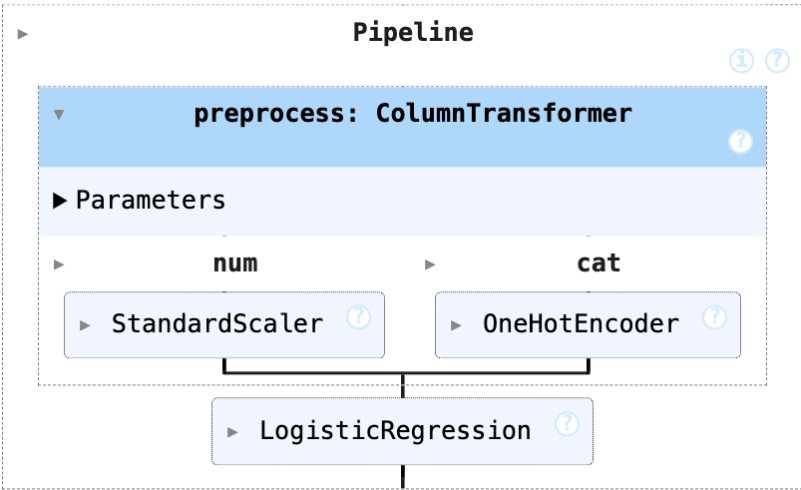 Pipeline
i ?
preprocess: ColumnTransformer
?
Parameters
num cat
StandardScaler ? OneHotEncoder ?
LogisticRegression ?